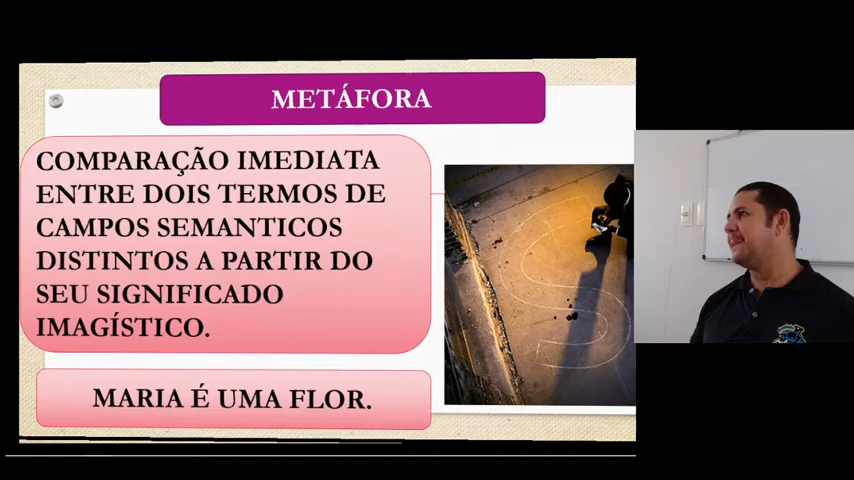 METÁFORA
COMPARAÇÃO IMEDIATA
ENTRE DOIS TERMOS DE
CAMPOS SEMANTICOS
DISTINTOS A PARTIR DO
SEU SIGNIFICADO
IMAGÍSTICO.
MARIA É UMA FLOR.